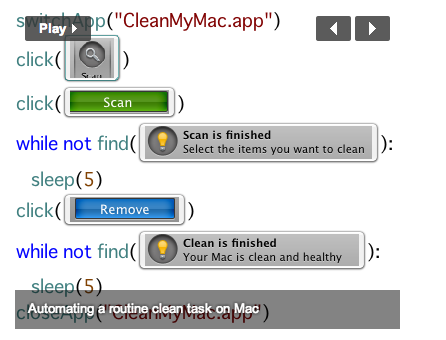 switchApp("CleanMyMac.app")
Play
click( Scan )
click( Scan )
while not find( Scan is finished
Select the items you want to clean ):
sleep(5)
click( Remove )
while not find( Clean is finished
Your Mac is clean and healthy ):
sleep(5)
Automating a routine clean task on Mac
closeApp("CleanMyMac.app")